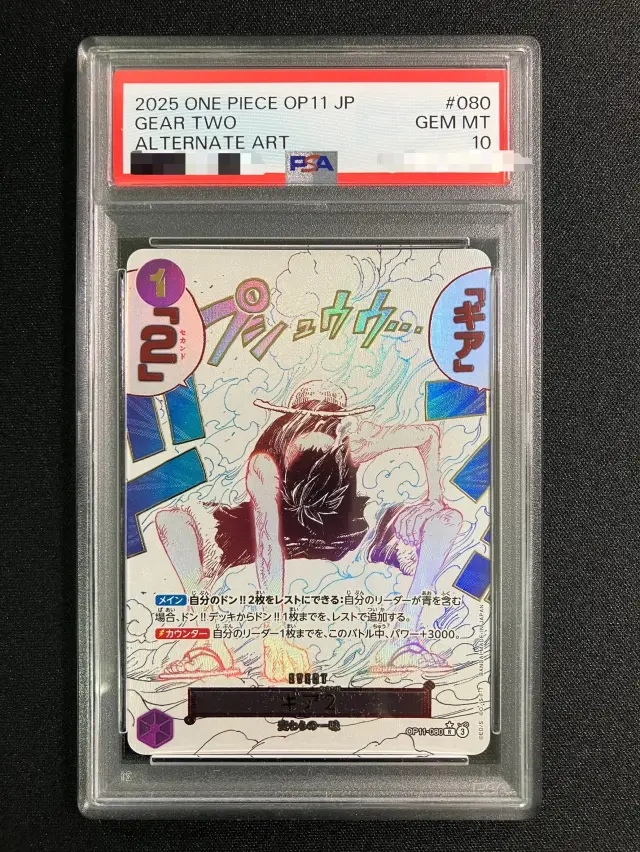 2025 ONE PIECE OP11 JP #080
GEAR TWO GEM MT
ALTERNATE ART 10
PSA
1
「ギア」
「2」
セカンド
プシュウウ…
メイン 自分のドン!!2枚をレストにできる:自分のリーダーが青を含む
場合、ドン!!デッキからドン!!1枚までを、レストで追加する。
カウンター 自分のリーダー1枚までを、このバトル中、パワー+3000。
EVENT
ギア2
麦わらの一味
OP11-080 R 3